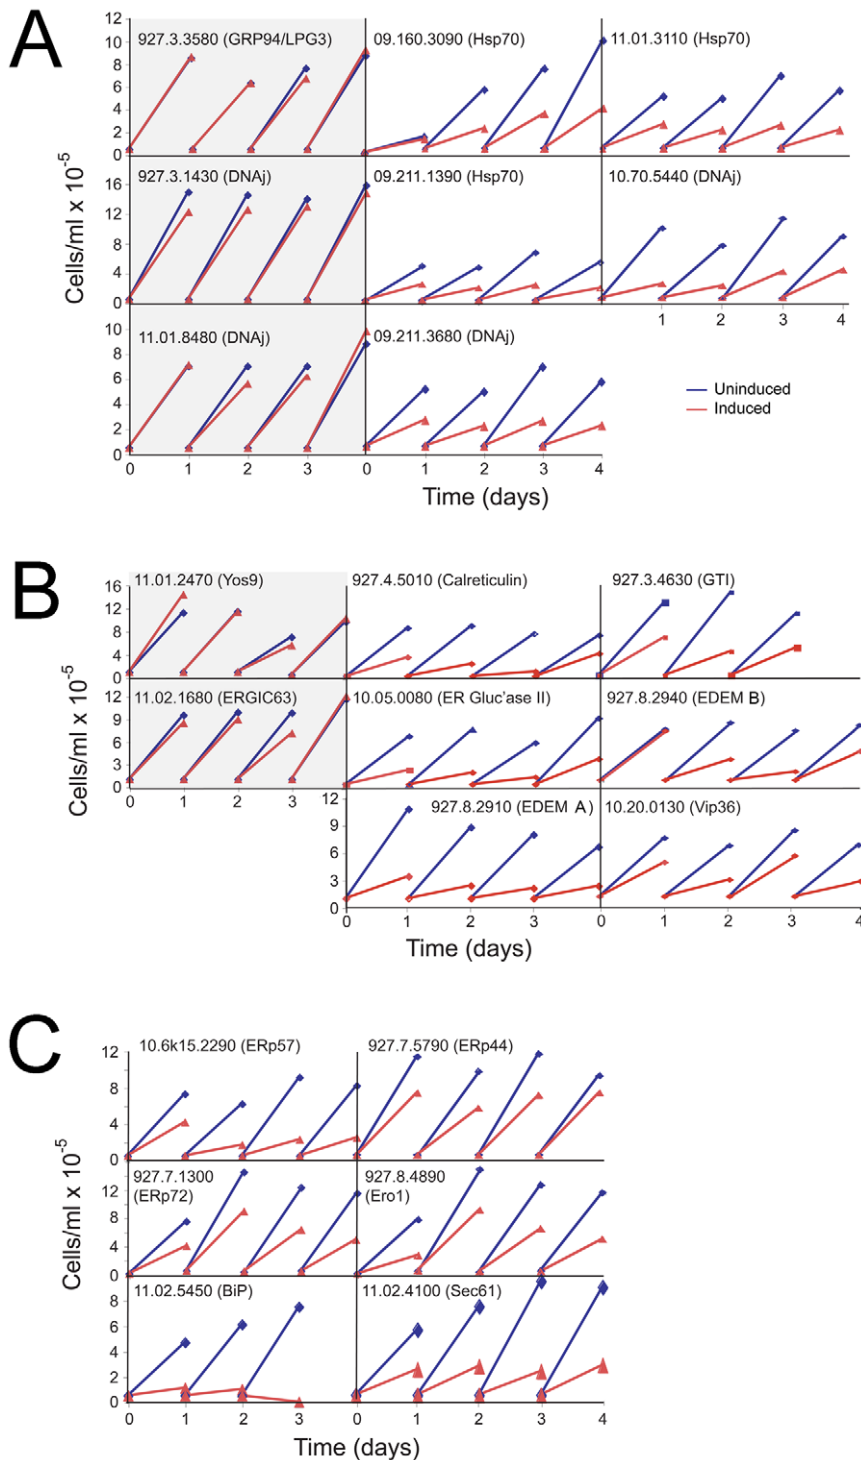 A
12
10
8
6
4
2
0
927.3.3580 (GRP94/LPG3)
09.160.3090 (Hsp70)
11.01.3110 (Hsp70)
16
12
8
4
0
927.3.1430 (DNAj)
09.211.1390 (Hsp70)
10.70.5440 (DNAj)
1 2 3 4
10
8
6
4
2
0
11.01.8480 (DNAj)
09.211.3680 (DNAj)
Uninduced
Induced
0 1 2 3 0 1 2 3 4
Cells/ml x 10-5
Time (days)
B
16
12
8
4
0
11.01.2470 (Yos9)
927.4.5010 (Calreticulin)
927.3.4630 (GTI)
12
9
6
3
0
11.02.1680 (ERGIC63)
10.05.0080 (ER Gluc'ase II)
927.8.2940 (EDEM B)
0 1 2 3
12
9
6
3
0
927.8.2910 (EDEM A)
10.20.0130 (Vip36)
0 1 2 3 0 1 2 3 4
Cells/ml x 10-5
Time (days)
C
12
8
4
0
10.6k15.2290 (ERp57)
927.7.5790 (ERp44)
12
8
4
0
927.7.1300
(ERp72)
927.8.4890
(Ero1)
8
6
4
2
0
11.02.5450 (BiP)
11.02.4100 (Sec61)
0 1 2 3 0 1 2 3 4
Cells/ml x 10-5
Time (days)